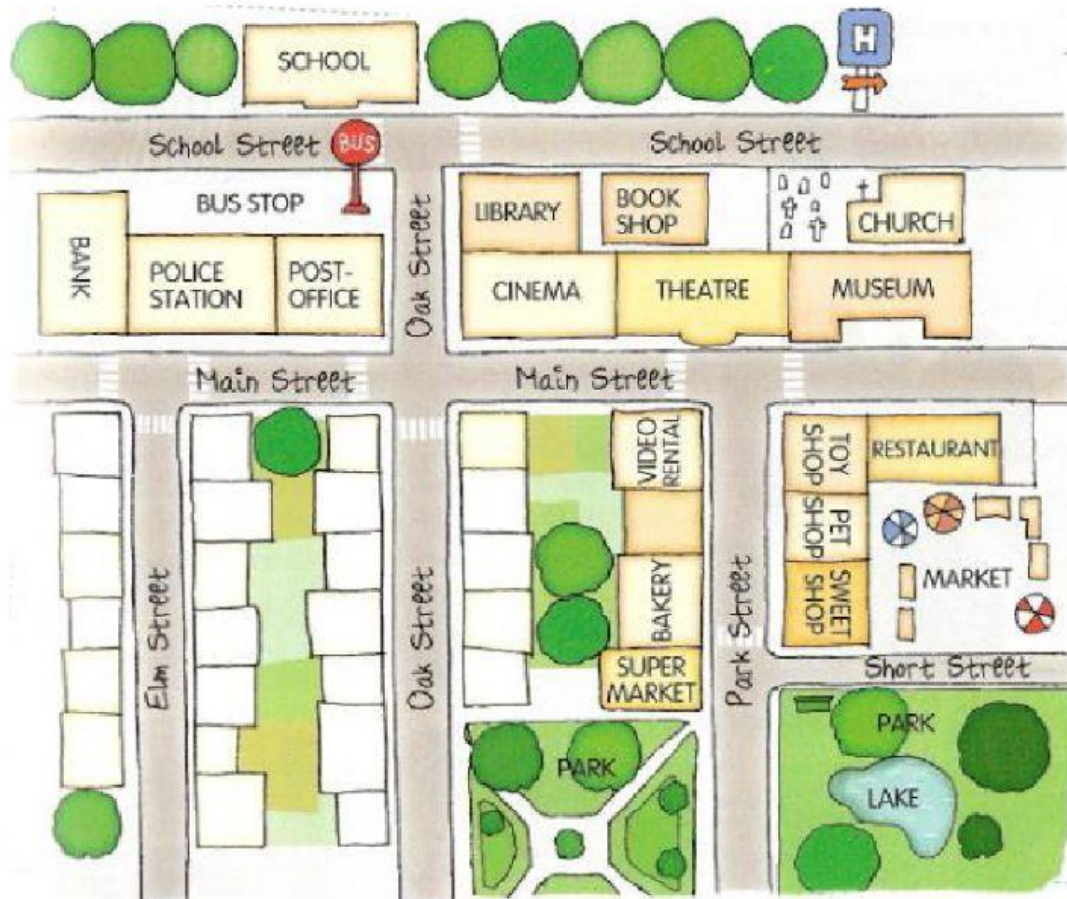 H
SCHOOL
School Street
BUS
School Street
BUS STOP
BANK
POLICE
STATION
POST-
OFFICE
Oak Street
LIBRARY
BOOK
SHOP
CHURCH
CINEMA
THEATRE
MUSEUM
Main Street
Main Street
VIDEO
RENTAL
TOY
SHOP
RESTAURANT
PET
SHOP
MARKET
BAKERY
SWEET
SHOP
Elm Street
Oak Street
Park Street
SUPER
MARKET
Short Street
PARK
PARK
LAKE